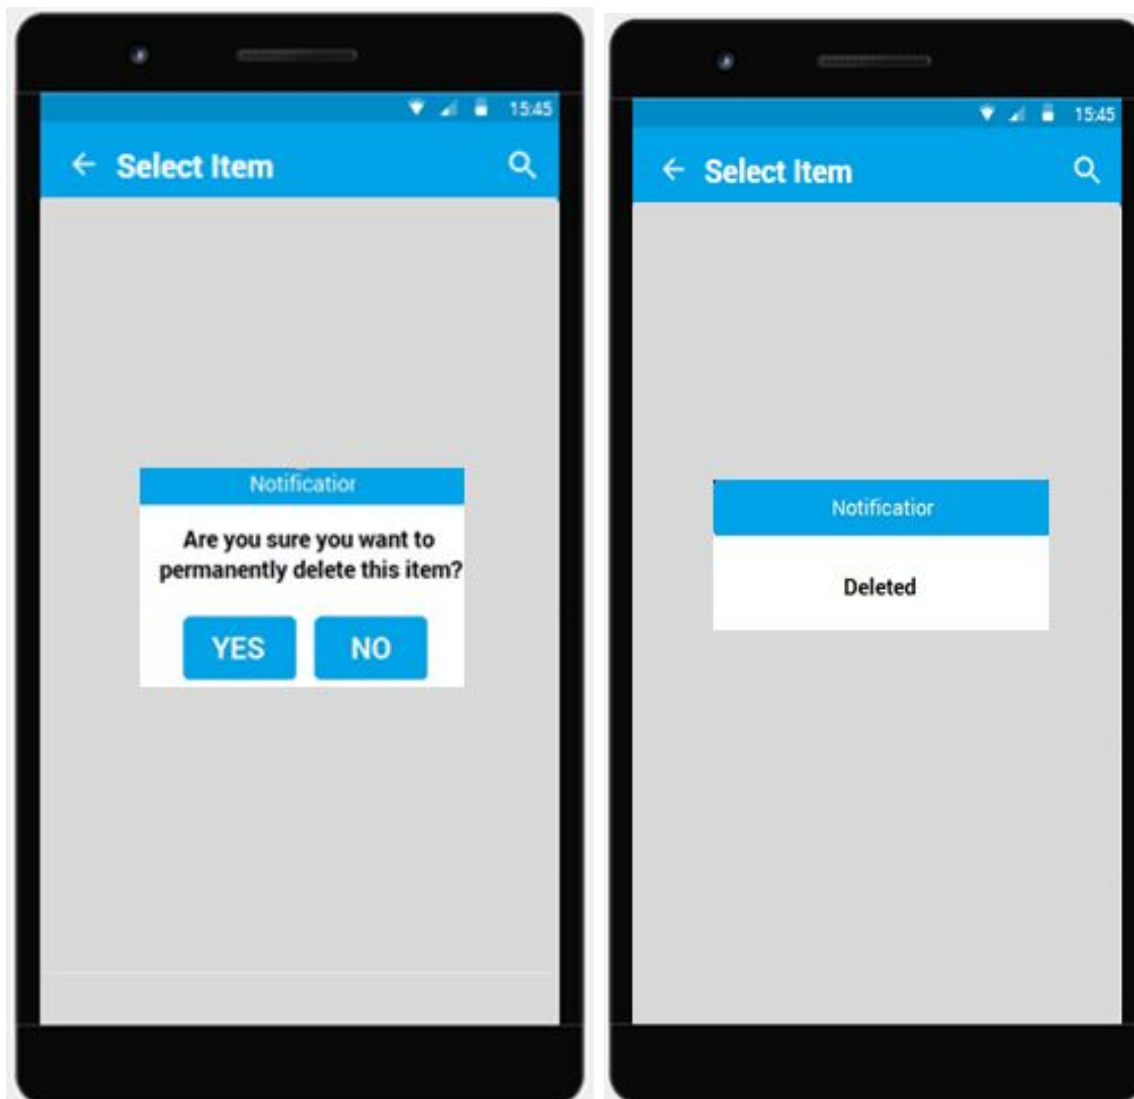 15:45
Select Item
Notificatior
Are you sure you want to
permanently delete this item?
YES NO
15:45
Select Item
Notificatior
Deleted